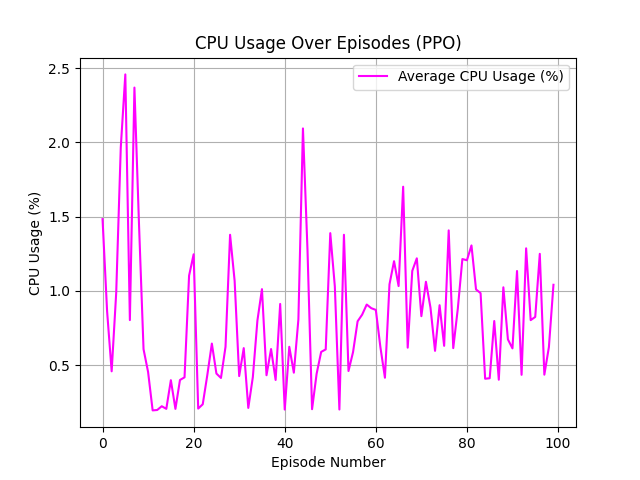 CPU Usage Over Episodes (PPO)
Average CPU Usage (%)
2.5
2.0
1.5
1.0
0.5
CPU Usage (%)
0 20 40 60 80 100
Episode Number